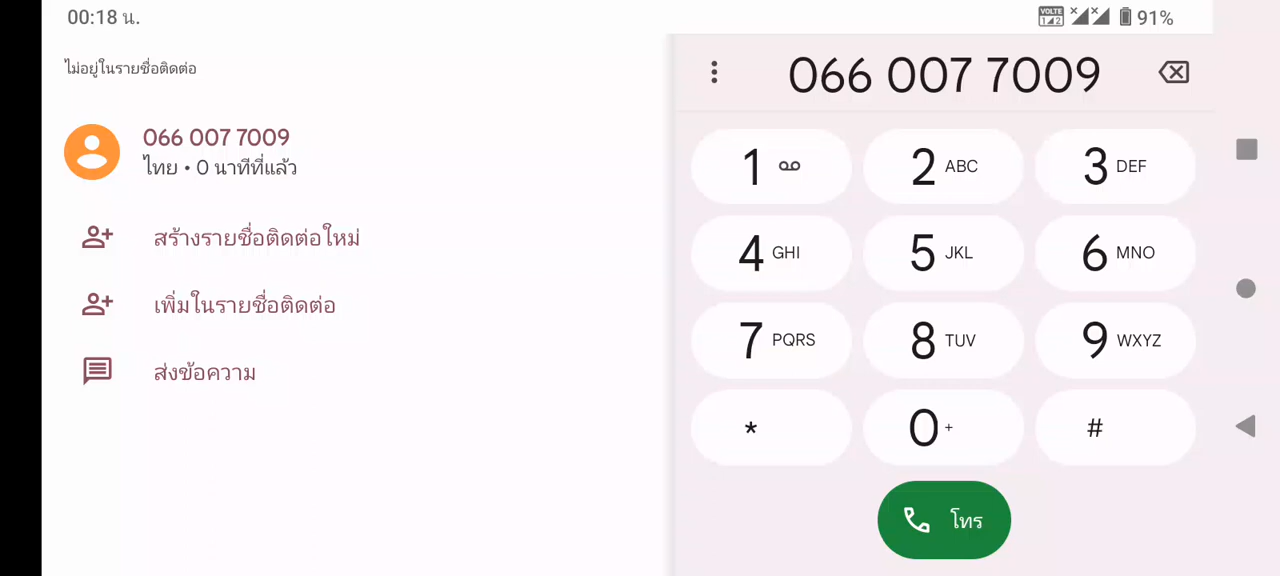 00:18 น.
VOLTE
1 2
91%
ไม่อยู่ในรายชื่อติดต่อ
066 007 7009
ไทย • 0 นาทีที่แล้ว
สร้างรายชื่อติดต่อใหม่
เพิ่มในรายชื่อติดต่อ
ส่งข้อความ
066 007 7009
1
2 ABC
3 DEF
4 GHI
5 JKL
6 MNO
7 PQRS
8 TUV
9 WXYZ
*
0 +
#
โทร